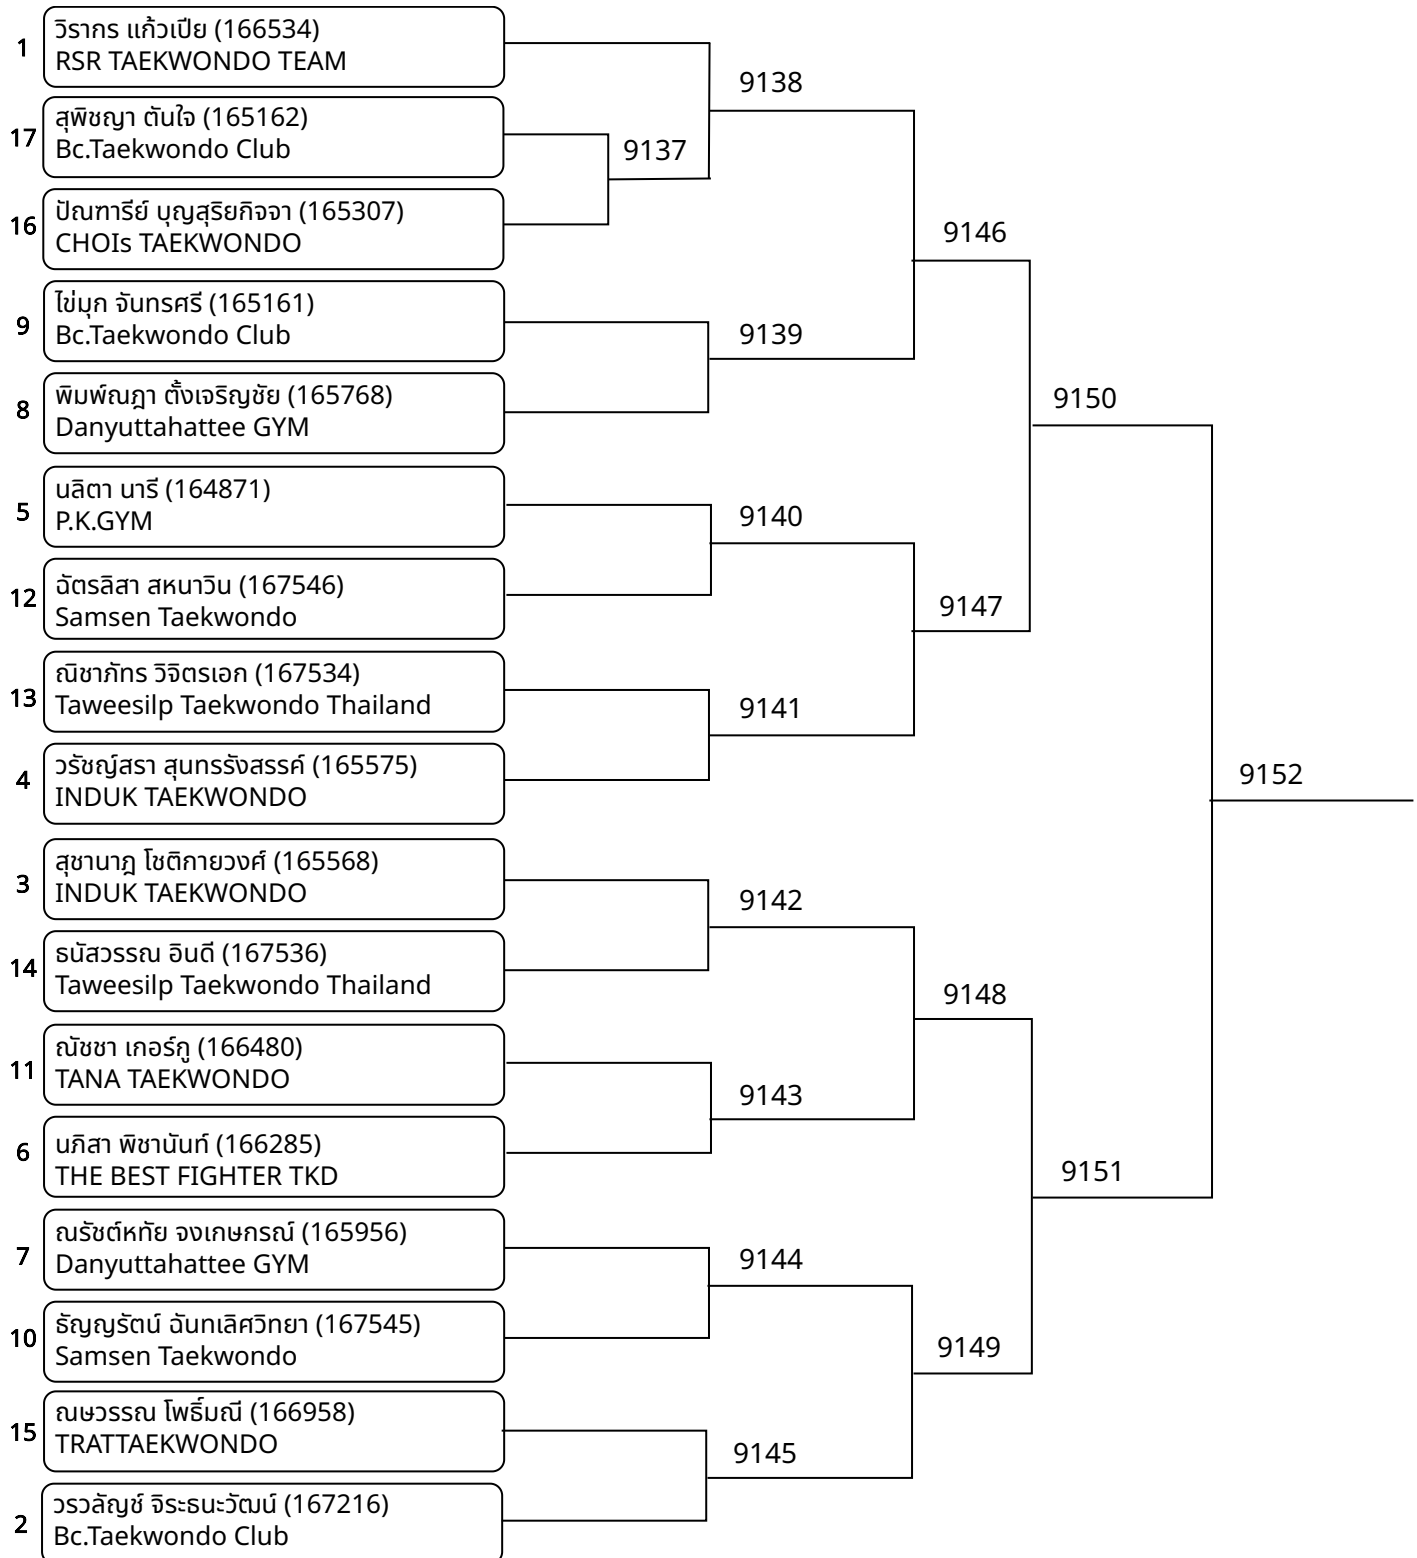 1
วิรากร แก้วเปีย (166534)
RSR TAEKWONDO TEAM
17
สุพิชญา ตันใจ (165162)
Bc.Taekwondo Club
16
ปัณฑารีย์ บุญสุริยกิจจา (165307)
CHOIs TAEKWONDO
9
ไข่มุก จันทรศรี (165161)
Bc.Taekwondo Club
8
พิมพ์ณฎา ตั้งเจริญชัย (165768)
Danyuttahattee GYM
5
นลิตา นารี (164871)
P.K.GYM
12
ฉัตรลิสา สหนาวิน (167546)
Samsen Taekwondo
13
ณิชาภัทร วิจิตรเอก (167534)
Taweesilp Taekwondo Thailand
4
วรัชญ์สรา สุนทรรังสรรค์ (165575)
INDUK TAEKWONDO
3
สุชานาฎ โชติกายวงศ์ (165568)
INDUK TAEKWONDO
14
ธนัสวรรณ อินดี (167536)
Taweesilp Taekwondo Thailand
11
ณัชชา เกอร์กู (166480)
TANA TAEKWONDO
6
นภิสา พิชานันท์ (166285)
THE BEST FIGHTER TKD
7
ณรัชต์หทัย จงเกษกรณ์ (165956)
Danyuttahattee GYM
10
ธัญญรัตน์ ฉันทเลิศวิทยา (167545)
Samsen Taekwondo
15
ณษวรรณ โพธิ์มณี (166958)
TRATTAEKWONDO
2
วรวลัญช์ จิระธนะวัฒน์ (167216)
Bc.Taekwondo Club
9137
9138
9139
9140
9141
9142
9143
9144
9145
9146
9147
9148
9149
9150
9151
9152